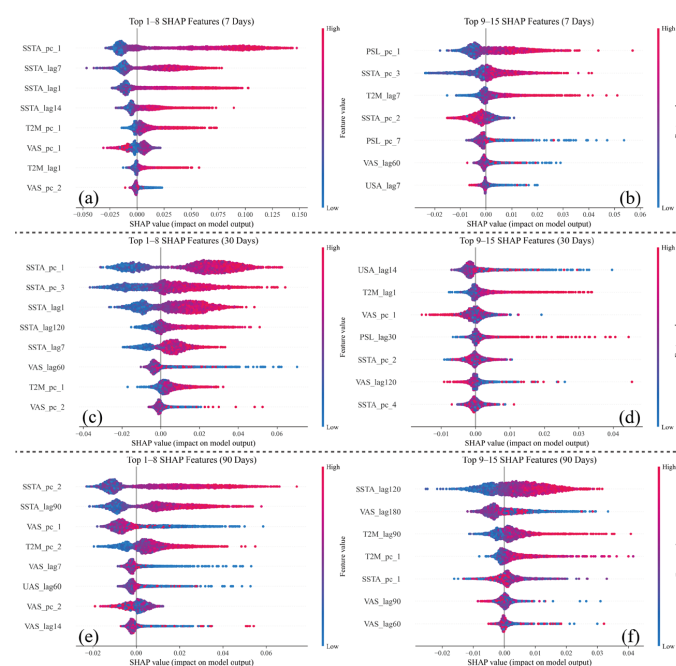 Top 1–8 SHAP Features (7 Days)
High
SSTA_pc_1
SSTA_lag7
SSTA_lag1
SSTA_lag14
T2M_pc_1
VAS_pc_1
T2M_lag1
VAS_pc_2
(a)
Feature value
Low
−0.050 −0.025 0.000 0.025 0.050 0.075 0.100 0.125 0.150
SHAP value (impact on model output)
Top 9–15 SHAP Features (7 Days)
High
PSL_pc_1
SSTA_pc_3
T2M_lag7
SSTA_pc_2
PSL_pc_7
VAS_lag60
USA_lag7
(b)
Low
−0.02 −0.01 0.00 0.01 0.02 0.03 0.04 0.05 0.06
SHAP value (impact on model output)
Top 1–8 SHAP Features (30 Days)
High
SSTA_pc_1
SSTA_pc_3
SSTA_lag1
SSTA_lag120
SSTA_lag7
VAS_lag60
T2M_pc_1
VAS_pc_2
(c)
Feature value
Low
−0.04 −0.02 0.00 0.02 0.04 0.06
SHAP value (impact on model output)
Top 9–15 SHAP Features (30 Days)
High
USA_lag14
T2M_lag1
VAS_pc_1
PSL_lag30
SSTA_pc_2
VAS_lag120
SSTA_pc_4
(d)
Low
−0.01 0.00 0.01 0.02 0.03 0.04
SHAP value (impact on model output)
Top 1–8 SHAP Features (90 Days)
High
SSTA_pc_2
SSTA_lag90
VAS_pc_1
T2M_pc_2
VAS_lag7
UAS_lag60
VAS_pc_2
VAS_lag14
(e)
Feature value
Low
−0.02 0.00 0.02 0.04 0.06
SHAP value (impact on model output)
Top 9–15 SHAP Features (90 Days)
High
SSTA_lag120
VAS_lag180
T2M_lag90
T2M_pc_1
SSTA_pc_1
VAS_lag90
VAS_lag60
(f)
Low
−0.02 −0.01 0.00 0.01 0.02 0.03 0.04
SHAP value (impact on model output)